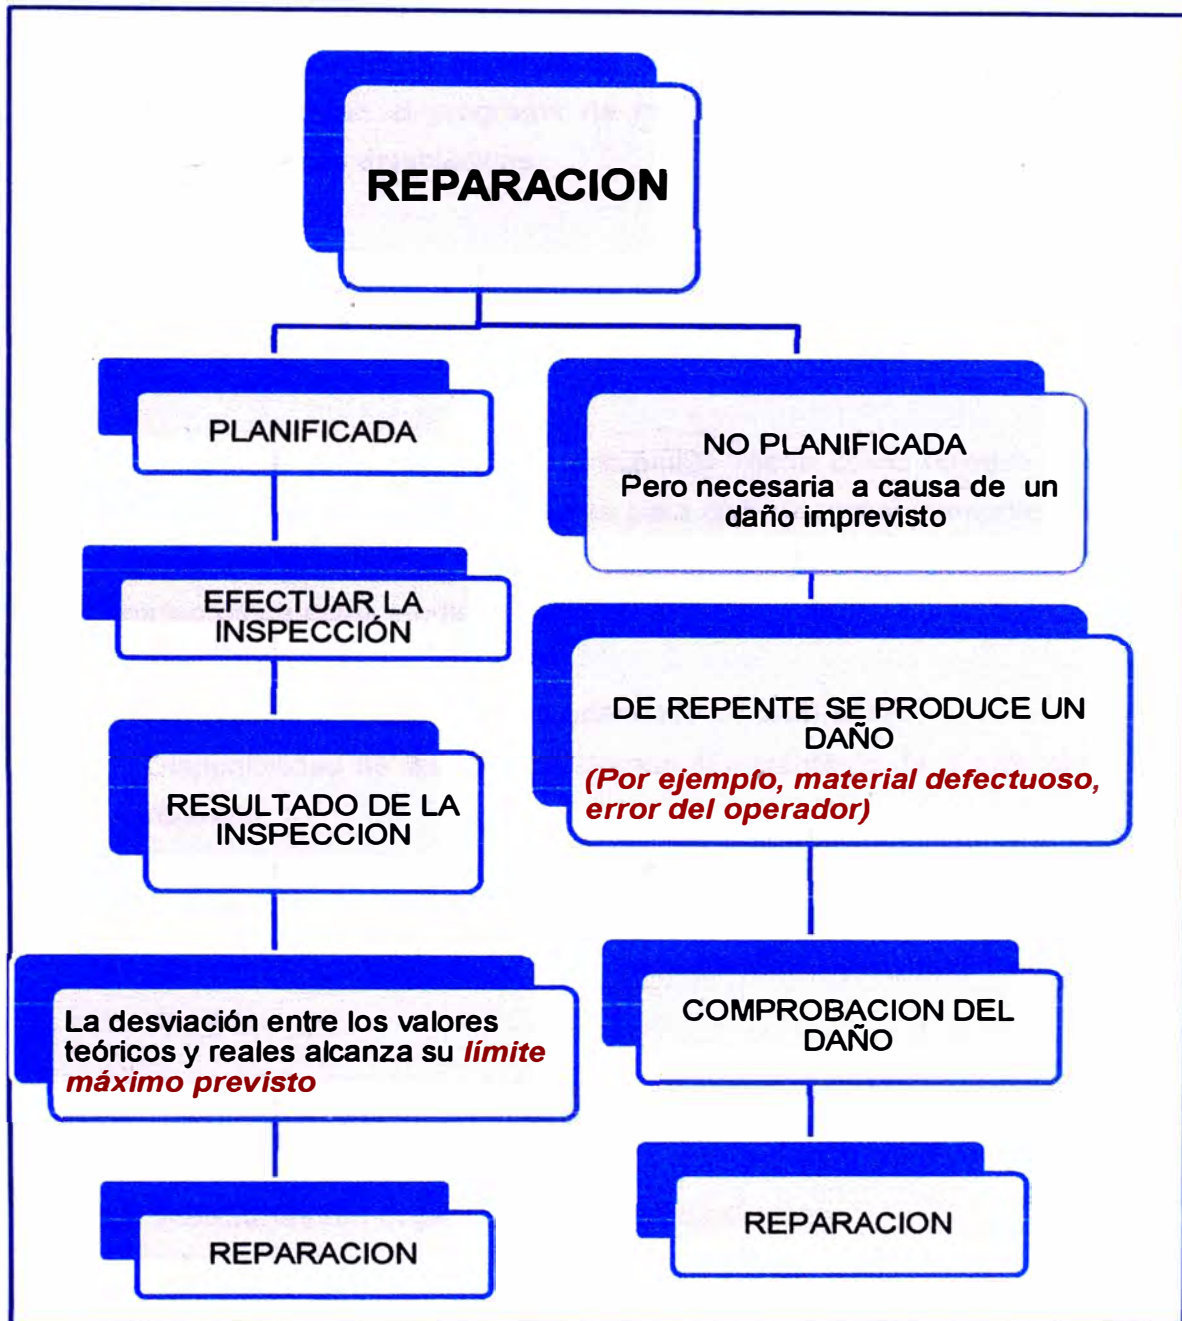 REPARACION
PLANIFICADA
EFECTUAR LA
INSPECCIÓN
RESULTADO DE LA
INSPECCION
La desviación entre los valores
teóricos y reales alcanza su límite
máximo previsto
REPARACION
NO PLANIFICADA
Pero necesaria a causa de un
daño imprevisto
DE REPENTE SE PRODUCE UN
DAÑO
(Por ejemplo, material defectuoso,
error del operador)
COMPROBACION DEL
DAÑO
REPARACION